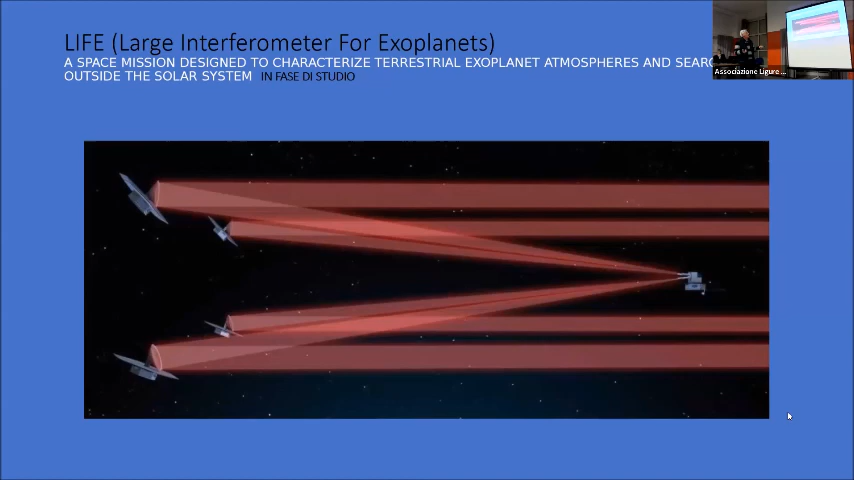 LIFE (Large Interferometer For Exoplanets)
A SPACE MISSION DESIGNED TO CHARACTERIZE TERRESTRIAL EXOPLANET ATMOSPHERES AND SEARC
OUTSIDE THE SOLAR SYSTEM IN FASE DI STUDIO
Associazione Ligure ...